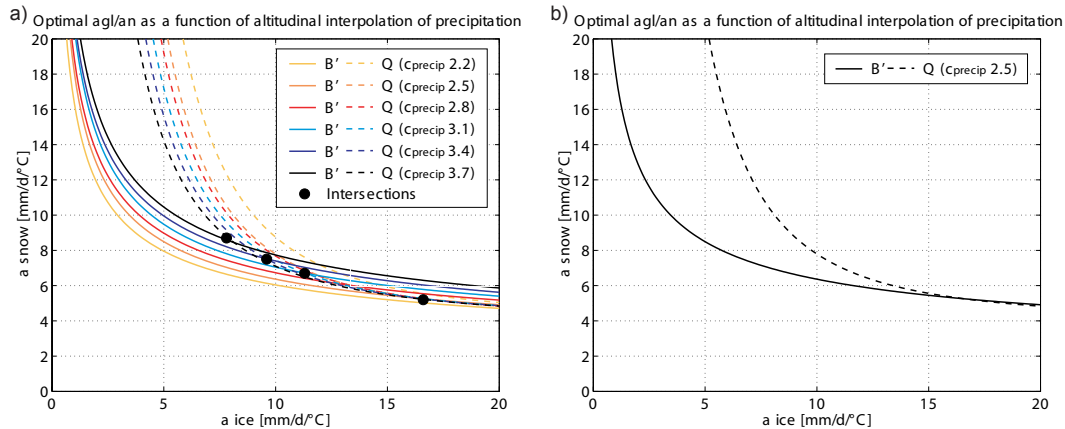 a)
Optimal agl/an as a function of altitudinal interpolation of precipitation
20
18
16
14
12
10
8
6
4
2
0
a snow [mm/d/°C]
B′ Q (cprecip 2.2)
B′ Q (cprecip 2.5)
B′ Q (cprecip 2.8)
B′ Q (cprecip 3.1)
B′ Q (cprecip 3.4)
B′ Q (cprecip 3.7)
Intersections
0 5 10 15 20
a ice [mm/d/°C]
b)
Optimal agl/an as a function of altitudinal interpolation of precipitation
20
18
16
14
12
10
8
6
4
2
0
a snow [mm/d/°C]
B′ Q (cprecip 2.5)
0 5 10 15 20
a ice [mm/d/°C]